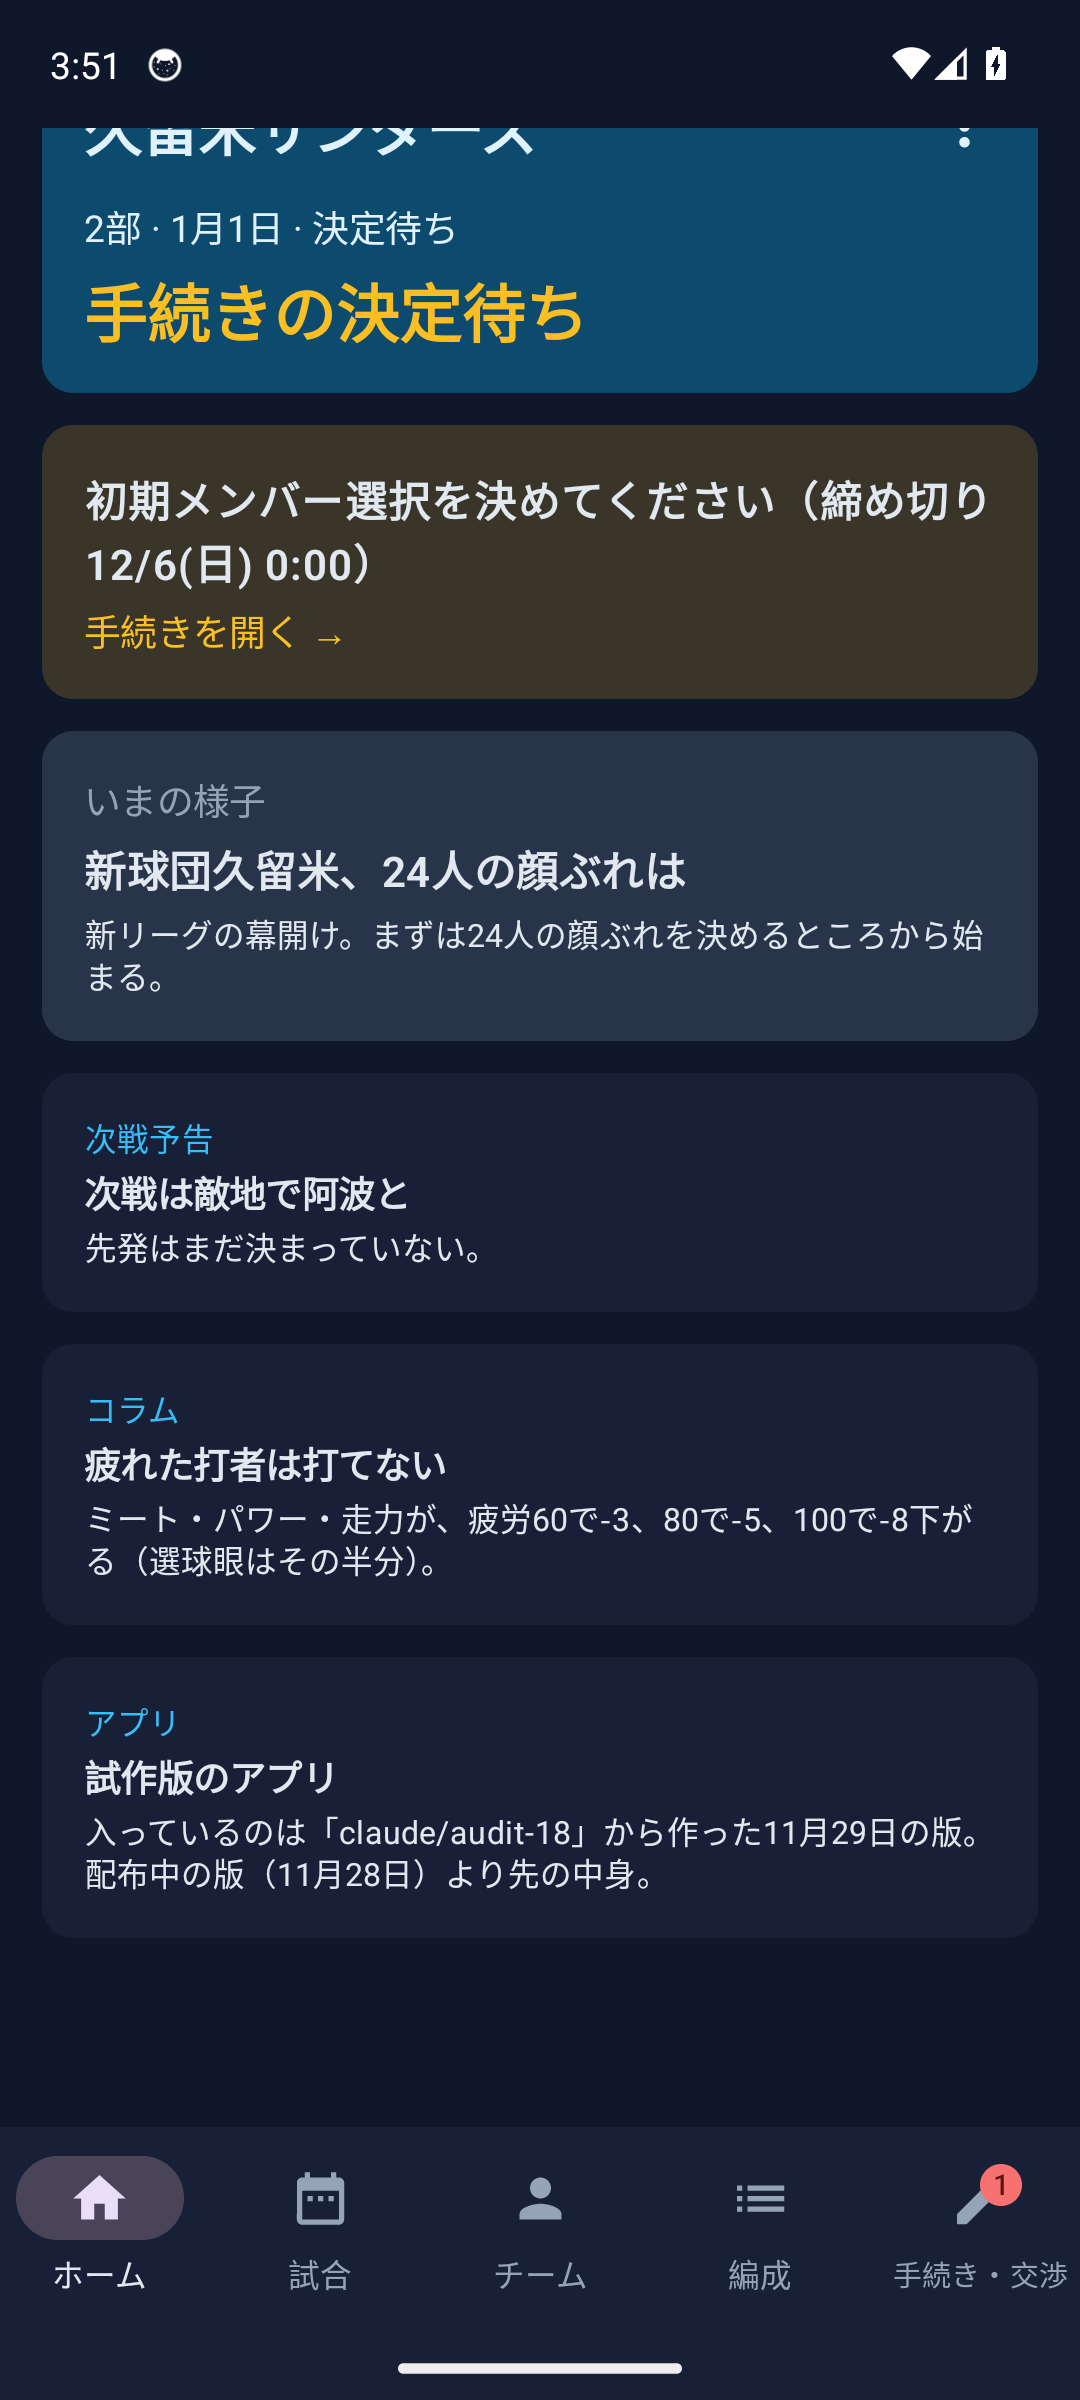 3:51
久留米サンダース
2部 · 1月1日 · 決定待ち
手続きの決定待ち
初期メンバー選択を決めてください（締め切り
12/6(日) 0:00）
手続きを開く →
いまの様子
新球団久留米、24人の顔ぶれは
新リーグの幕開け。まずは24人の顔ぶれを決めるところから始
まる。
次戦予告
次戦は敵地で阿波と
先発はまだ決まっていない。
コラム
疲れた打者は打てない
ミート・パワー・走力が、疲労60で-3、80で-5、100で-8下が
る（選球眼はその半分）。
アプリ
試作版のアプリ
入っているのは「claude/audit-18」から作った11月29日の版。
配布中の版（11月28日）より先の中身。
1
ホーム
試合
チーム
編成
手続き・交渉